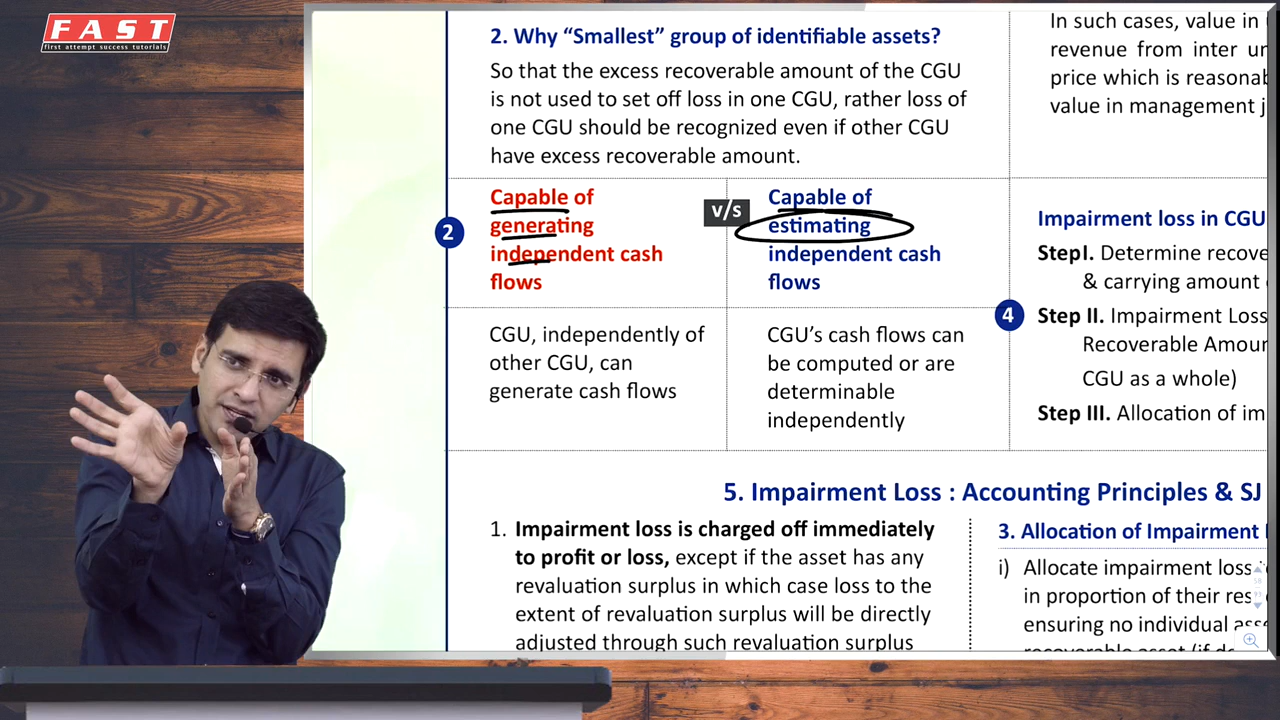 FAST
first attempt success tutorials
2. Why “Smallest” group of identifiable assets?
So that the excess recoverable amount of the CGU
is not used to set off loss in one CGU, rather loss of
one CGU should be recognized even if other CGU
have excess recoverable amount.
2
Capable of
generating
independent cash
flows
v/s
Capable of
estimating
independent cash
flows
CGU, independently of
other CGU, can
generate cash flows
CGU’s cash flows can
be computed or are
determinable
independently
In such cases, value in
revenue from inter
price which is
value in management
4
Impairment loss in CGU
StepI. Determine
& carrying amount
Step II. Impairment Loss
Recoverable
CGU as a whole)
Step III. Allocation of
5. Impairment Loss : Accounting Principles & SJ
1. Impairment loss is charged off immediately
to profit or loss, except if the asset has any
revaluation surplus in which case loss to the
extent of revaluation surplus will be directly
adjusted through such revaluation surplus
3. Allocation of Impairment
i) Allocate impairment loss
in proportion of their
ensuring no individual